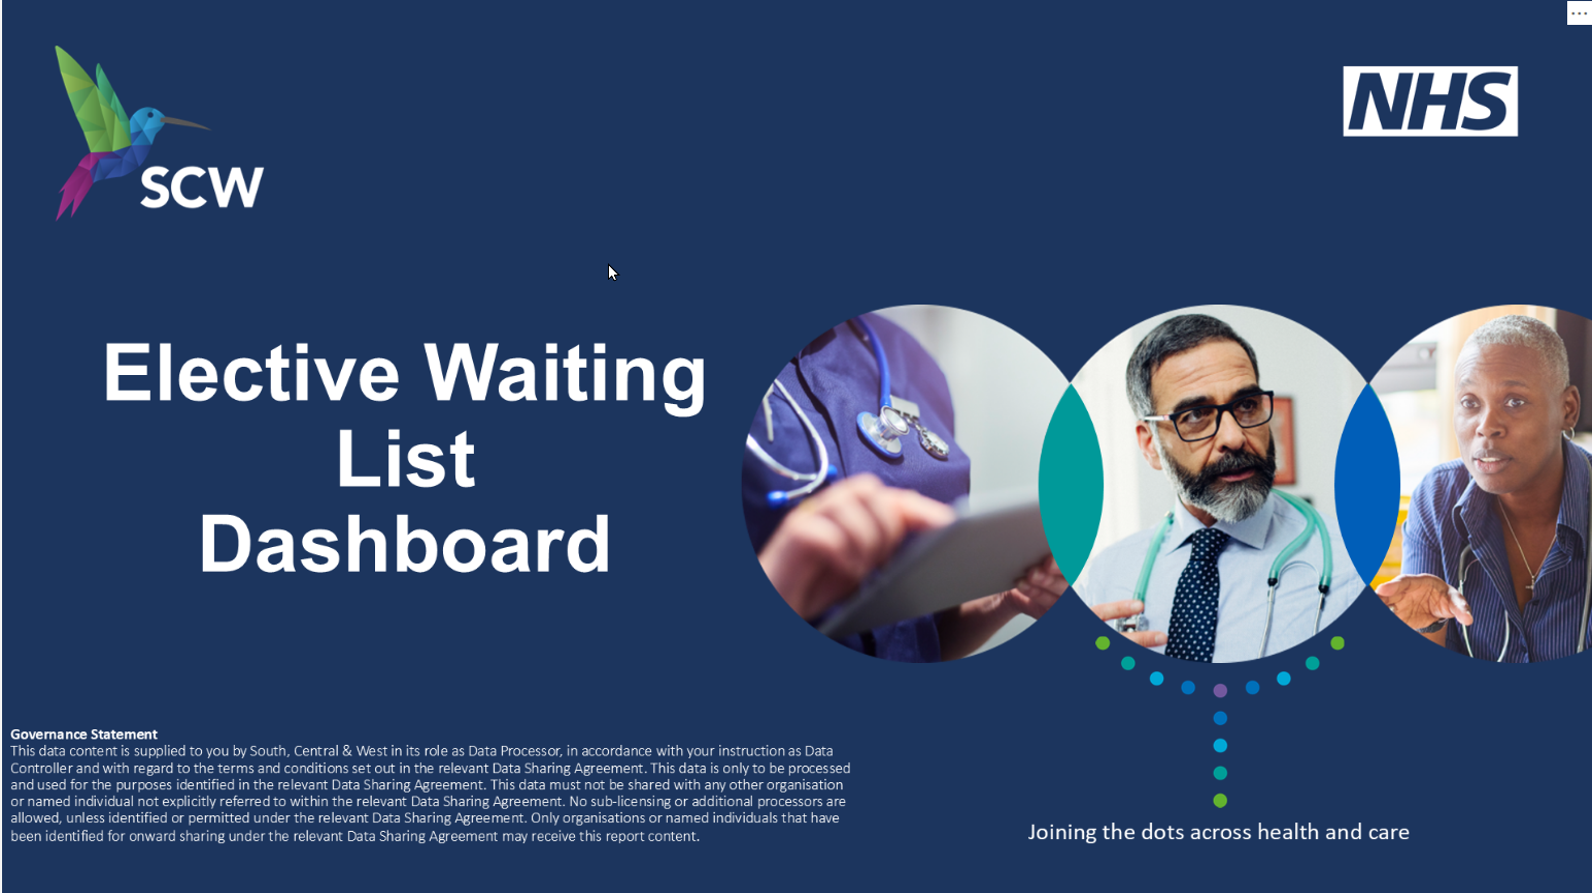 SCW
NHS
Elective Waiting
List
Dashboard
Governance Statement
This data content is supplied to you by South, Central & West in its role as Data Processor, in accordance with your instruction as Data
Controller and with regard to the terms and conditions set out in the relevant Data Sharing Agreement. This data is only to be processed
and used for the purposes identified in the relevant Data Sharing Agreement. This data must not be shared with any other organisation
or named individual not explicitly referred to within the relevant Data Sharing Agreement. No sub-licensing or additional processors are
allowed, unless identified or permitted under the relevant Data Sharing Agreement. Only organisations or named individuals that have
been identified for onward sharing under the relevant Data Sharing Agreement may receive this report content.
Joining the dots across health and care